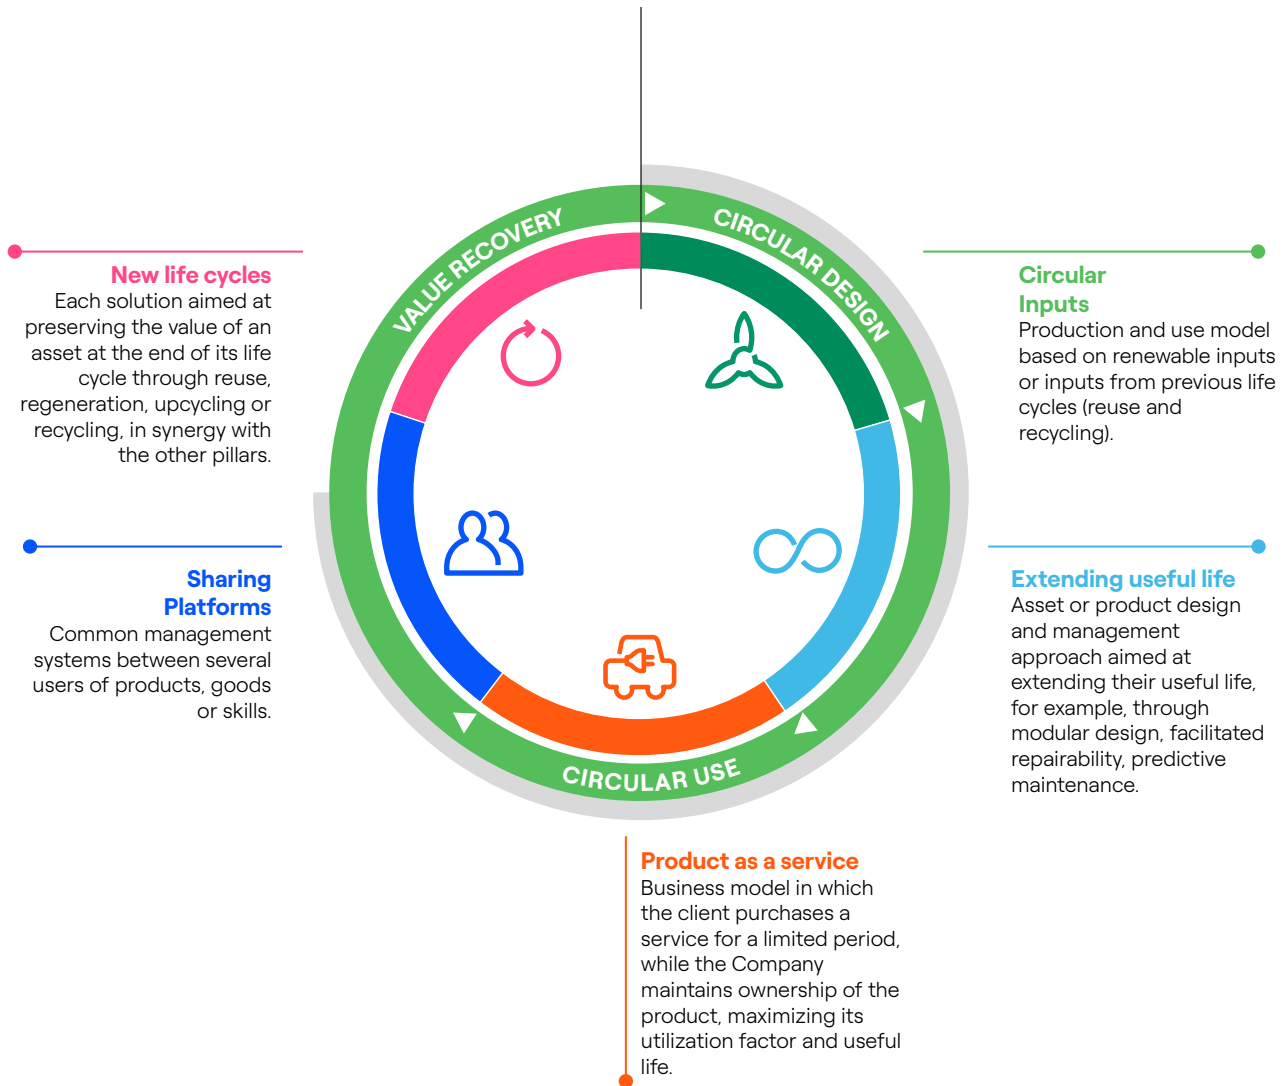 VALUE RECOVERY
CIRCULAR DESIGN
CIRCULAR USE
New life cycles
Each solution aimed at
preserving the value of an
asset at the end of its life
cycle through reuse,
regeneration, upcycling or
recycling, in synergy with
the other pillars.
Circular
Inputs
Production and use model
based on renewable inputs
or inputs from previous life
cycles (reuse and
recycling).
Sharing
Platforms
Common management
systems between several
users of products, goods
or skills.
Extending useful life
Asset or product design
and management
approach aimed at
extending their useful life,
for example, through
modular design, facilitated
repairability, predictive
maintenance.
Product as a service
Business model in which
the client purchases a
service for a limited period,
while the Company
maintains ownership of the
product, maximizing its
utilization factor and useful
life.